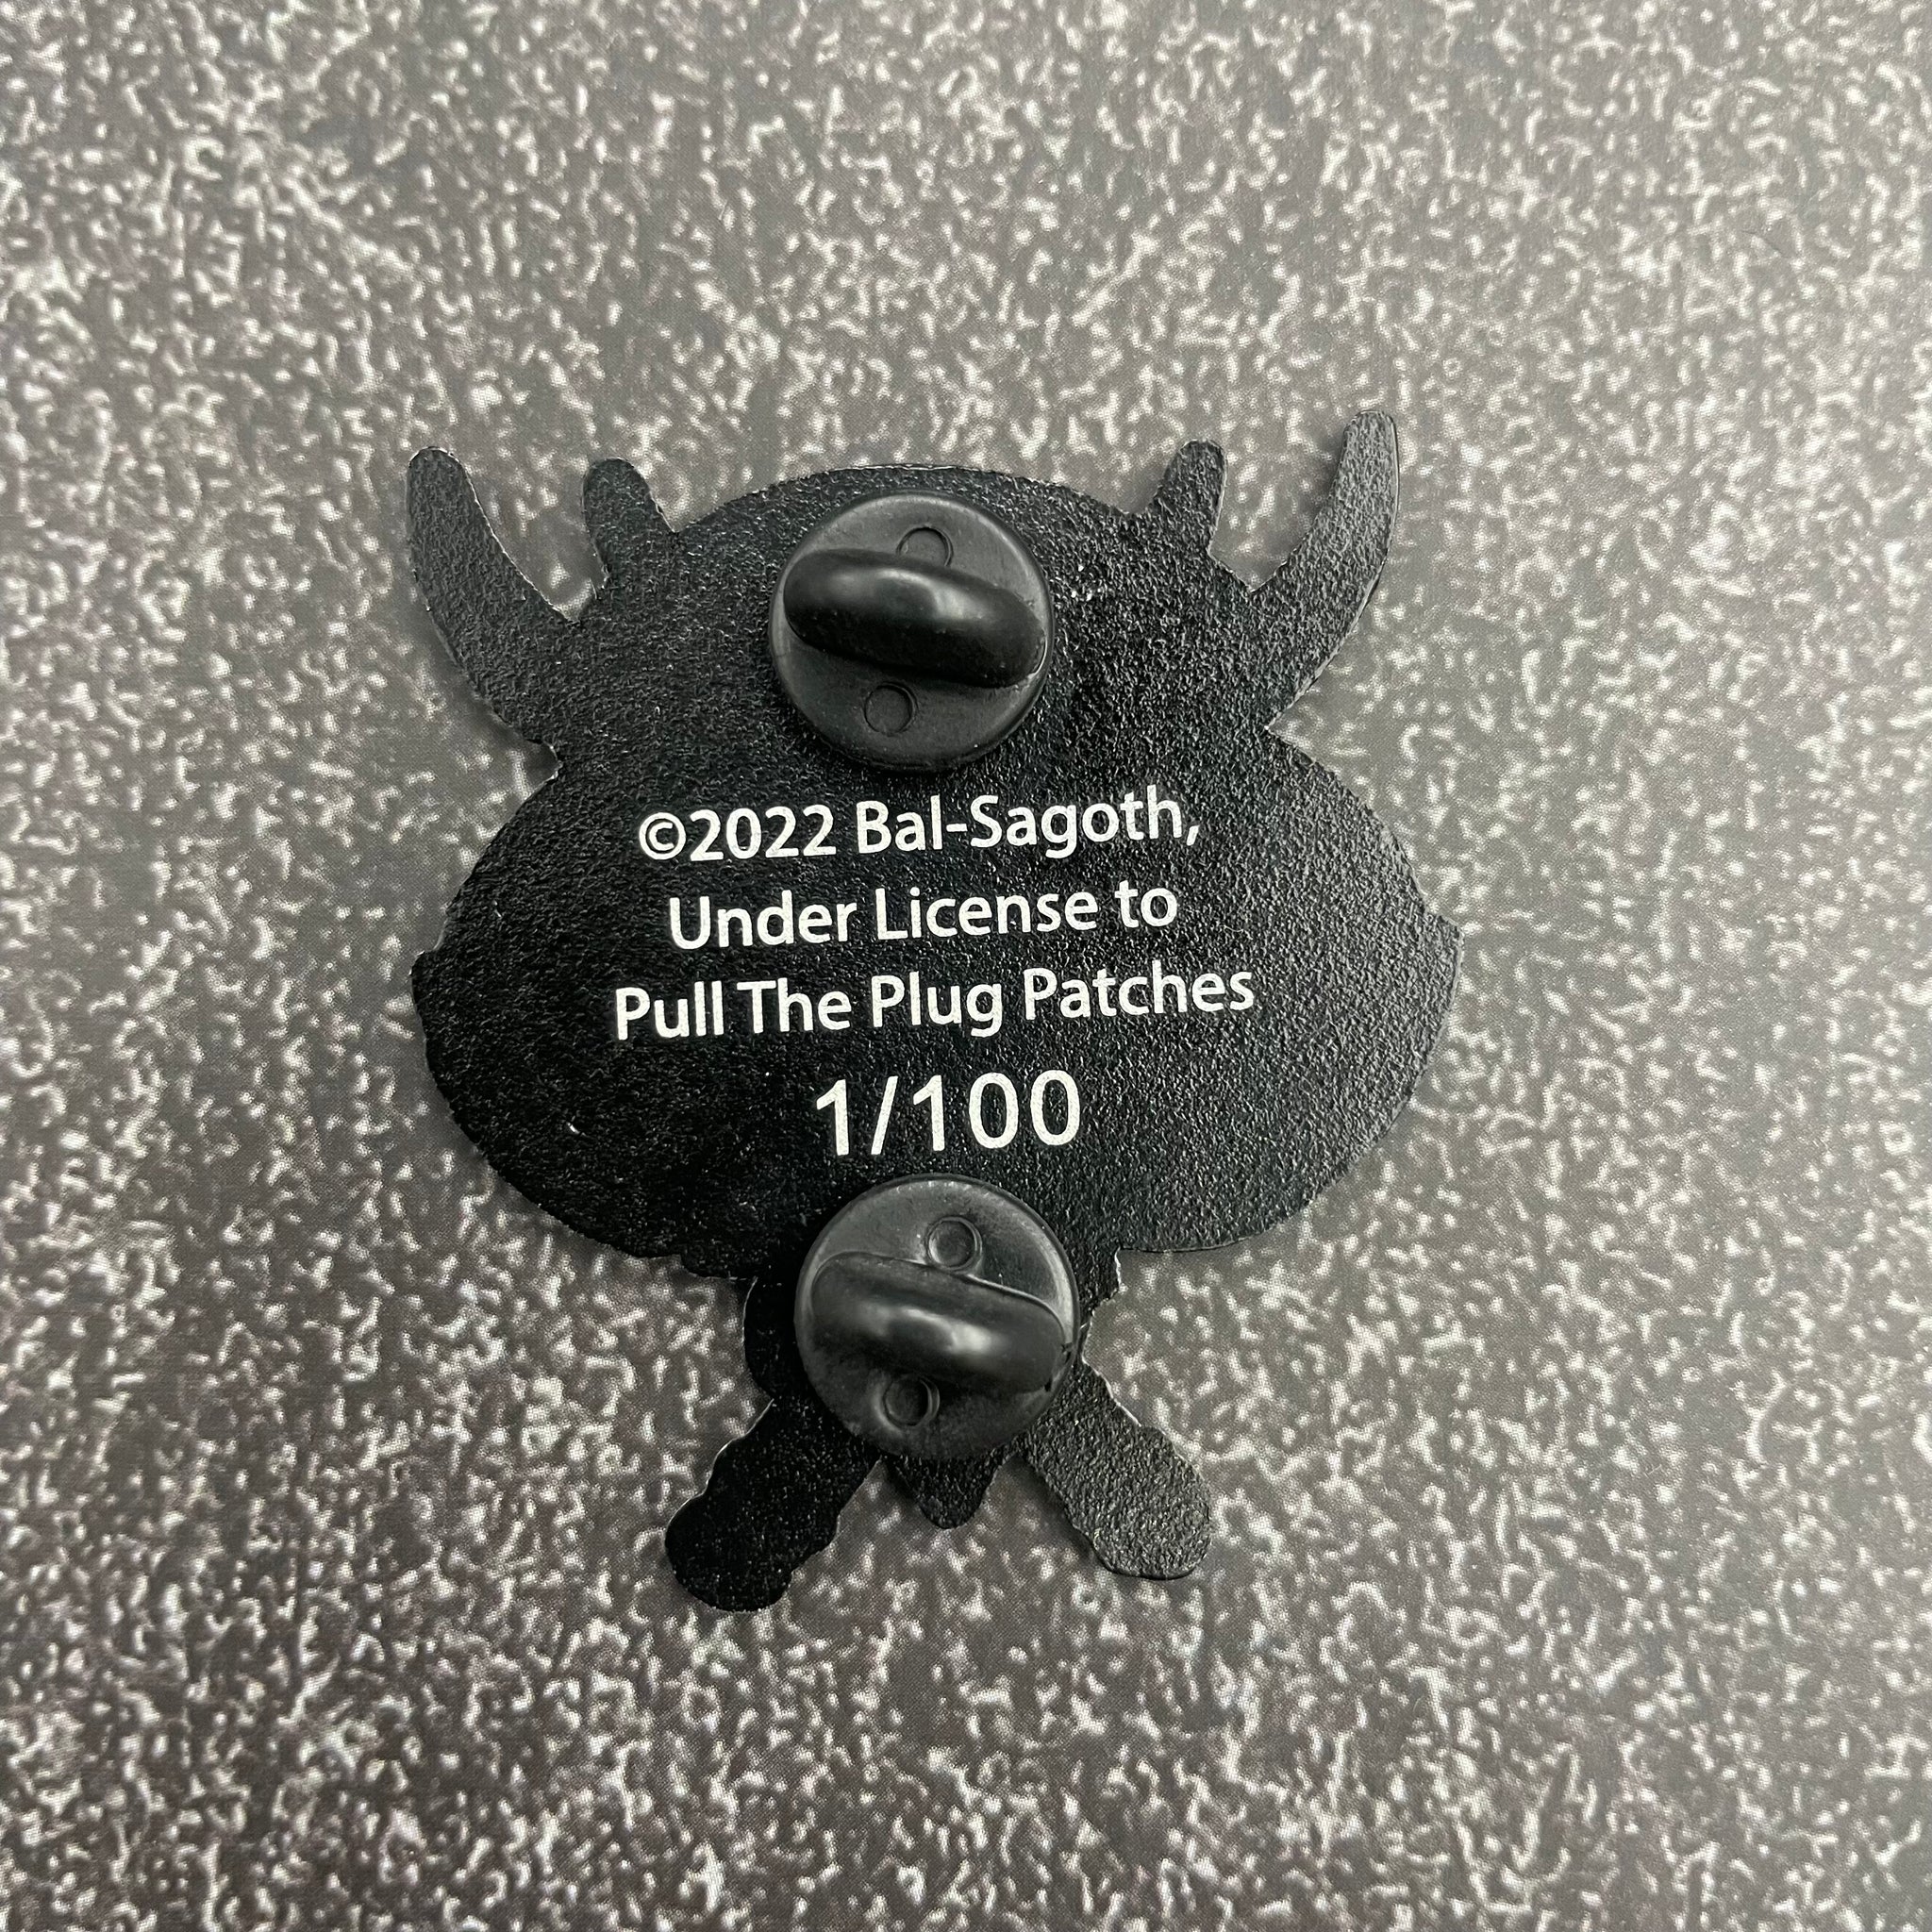 ©2022 Bal-Sagoth,
Under License to
Pull The Plug Patches
1/100